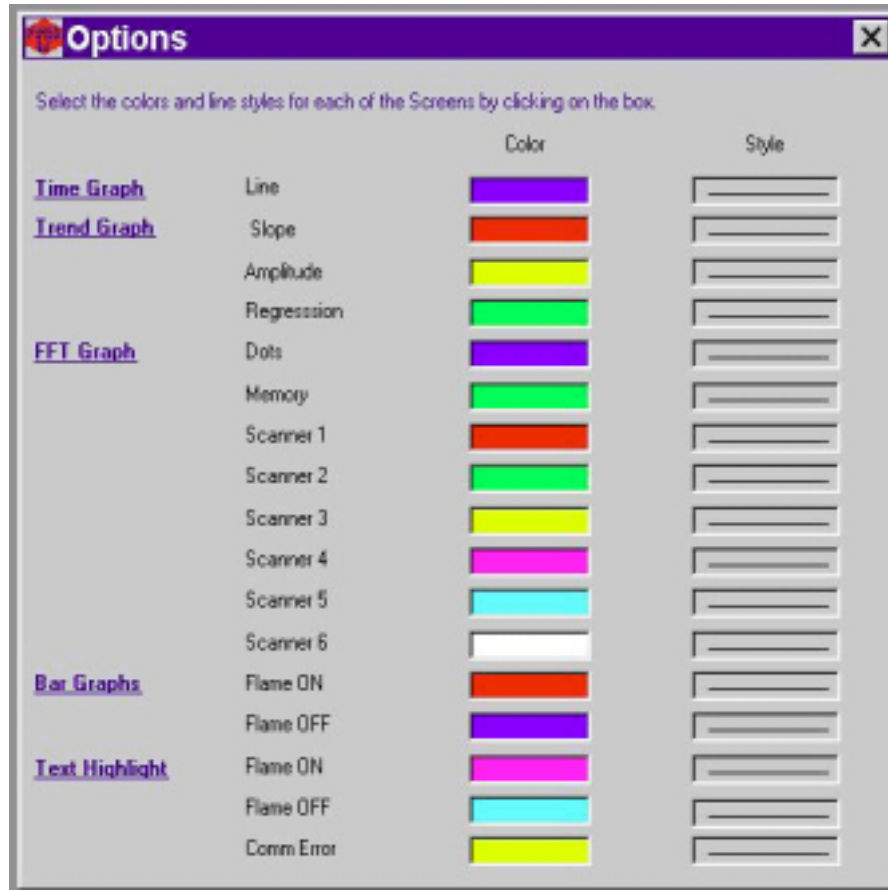 Options
Select the colors and line styles for each of the Screens by clicking on the box.
Color Style
Time Graph Line
Trend Graph Slope
Amplitude
Regresssion
FFT Graph Dots
Memory
Scanner 1
Scanner 2
Scanner 3
Scanner 4
Scanner 5
Scanner 6
Bar Graphs Flame ON
Flame OFF
Text Highlight Flame ON
Flame OFF
Comm Error